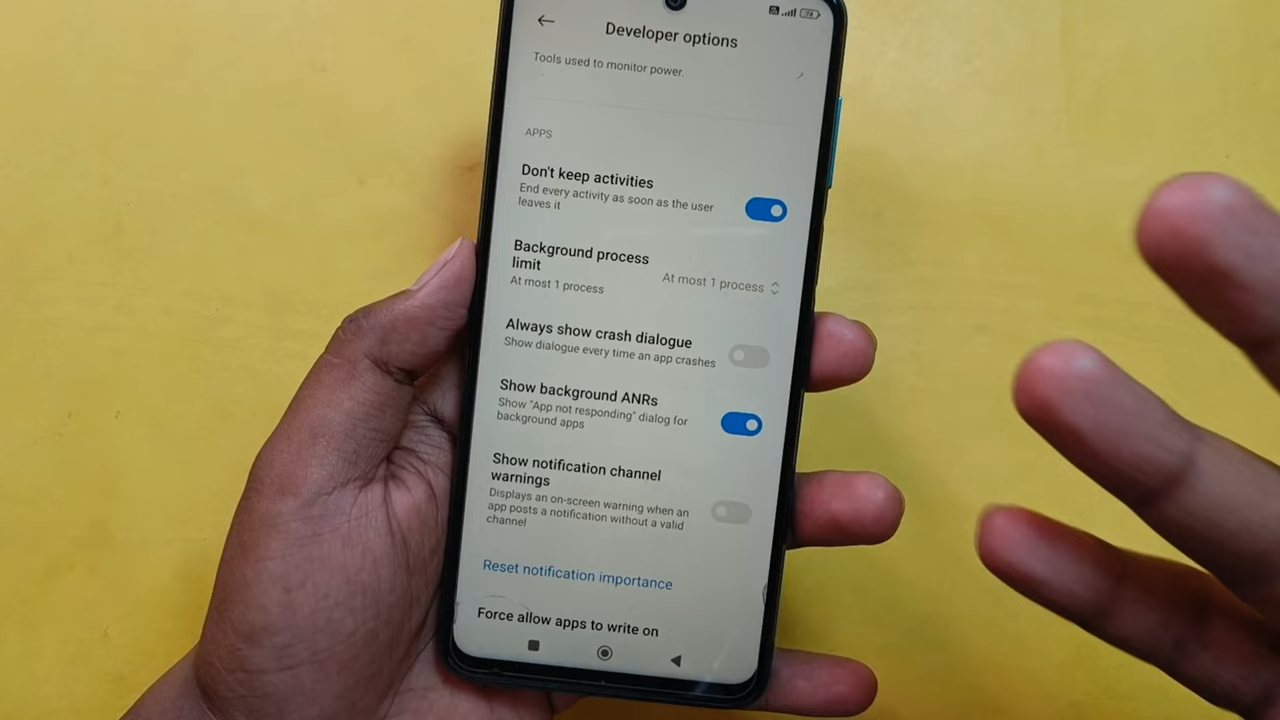 Developer options
Tools used to monitor power.
APPS
Don't keep activities
End every activity as soon as the user
leaves it
Background process
limit
At most 1 process
At most 1 process
Always show crash dialogue
Show dialogue every time an app crashes
Show background ANRs
Show "App not responding" dialog for
background apps
Show notification channel
warnings
Displays an on-screen warning when an
app posts a notification without a valid
channel
Reset notification importance
Force allow apps to write on